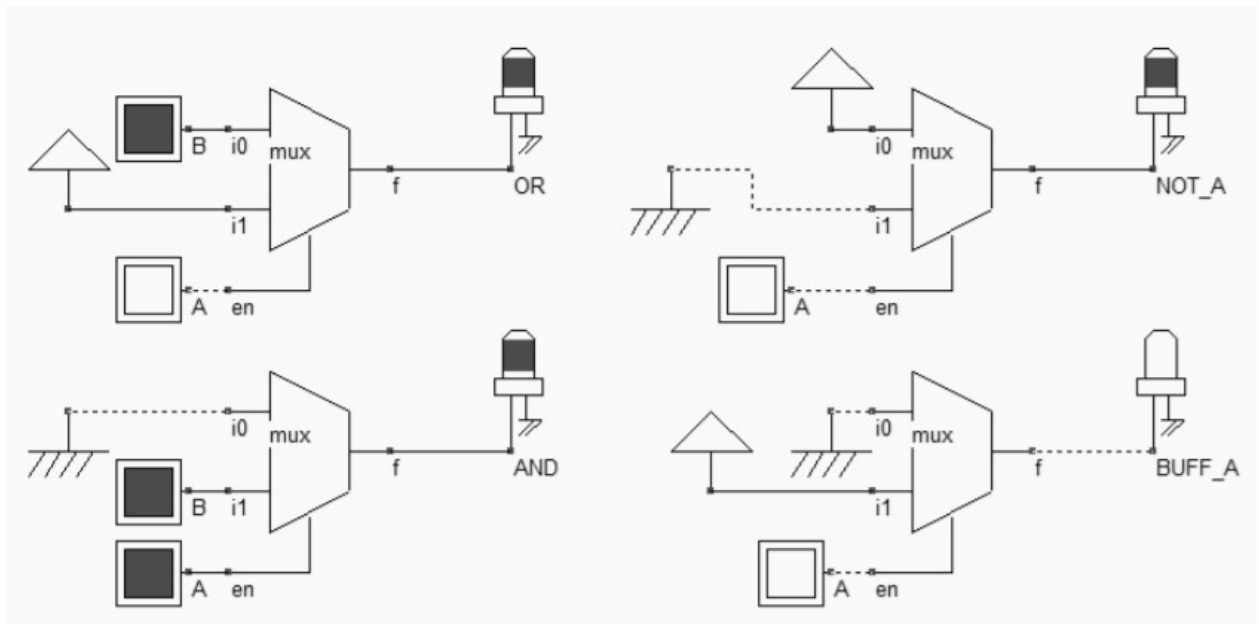 B i0 mux
f OR
i1
A en
i0 mux
f NOT_A
i1
A en
i0 mux
f AND
B i1
A en
i0 mux
f BUFF_A
i1
A en